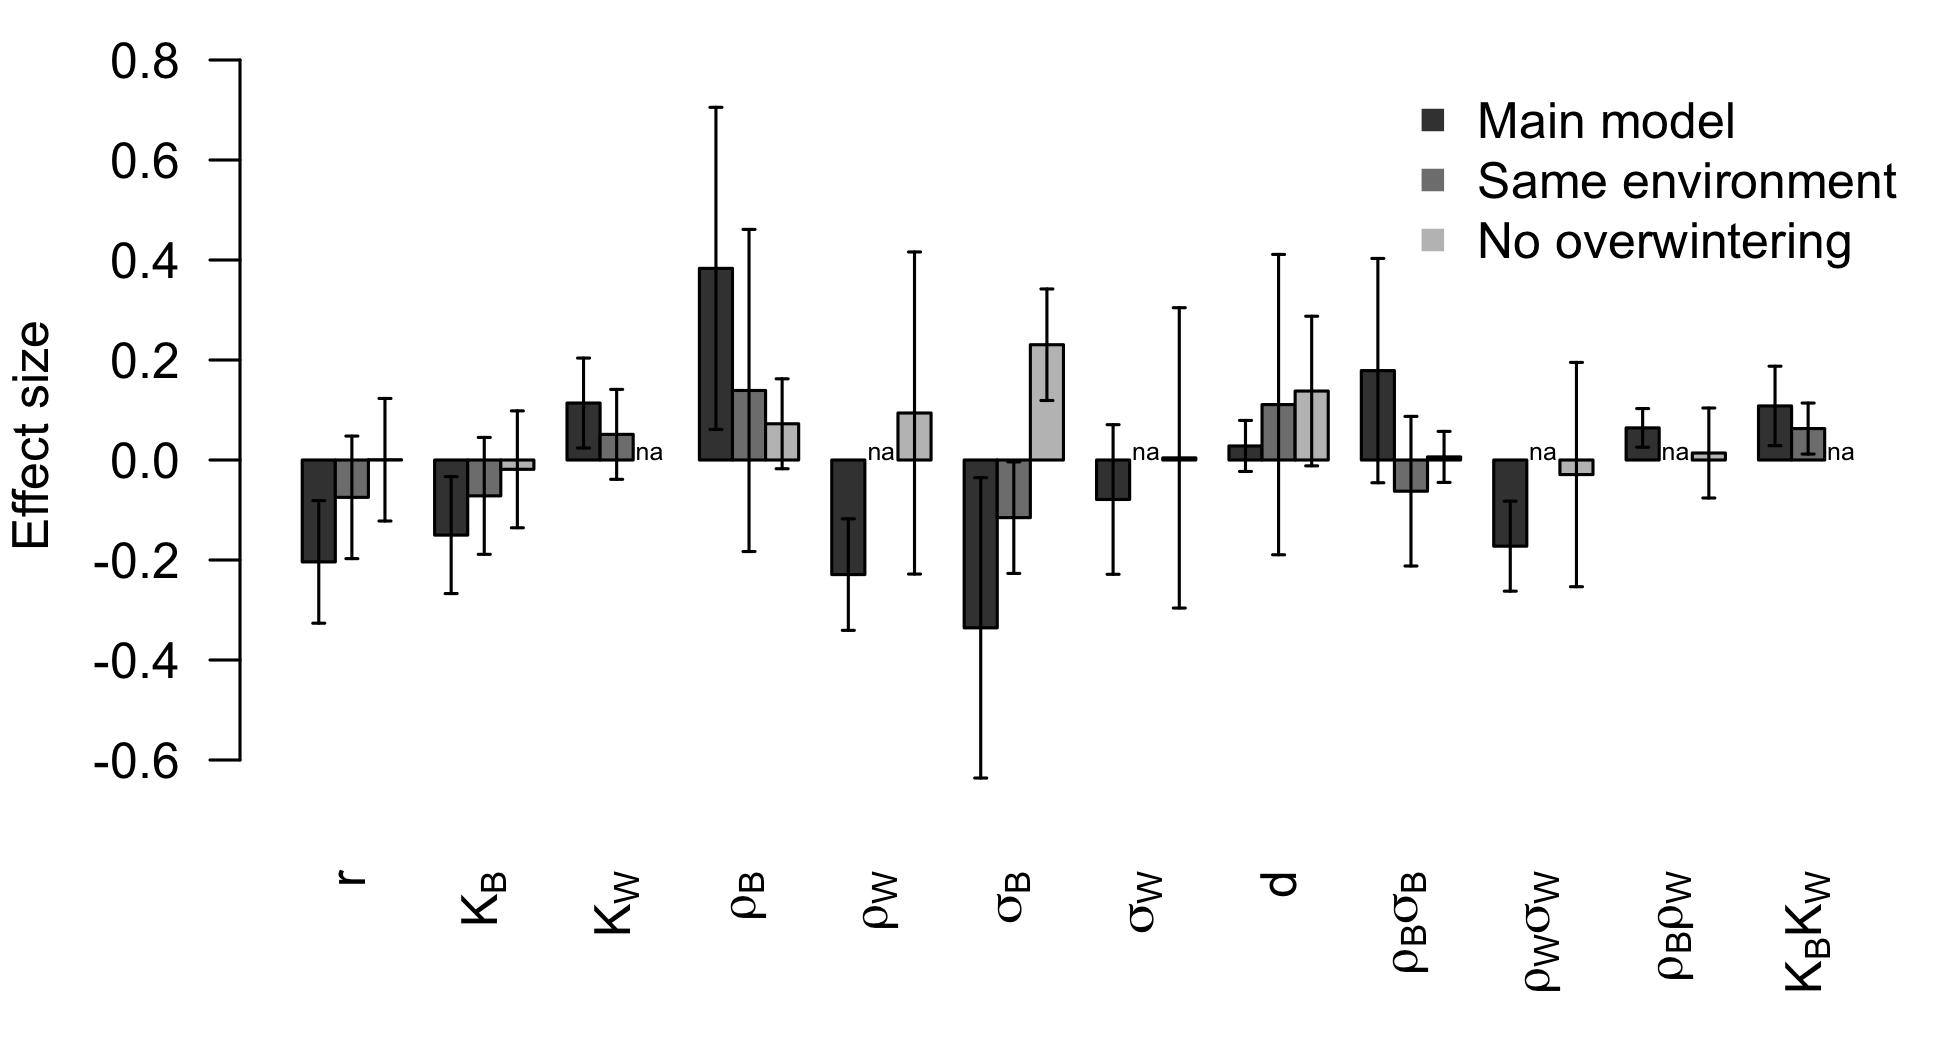 0.8
0.6
0.4
0.2
0.0
-0.2
-0.4
-0.6
Effect size
Main model
Same environment
No overwintering
na
na
na
na
na
na
r
K_B
K_W
ρ_B
ρ_W
σ_B
σ_W
d
ρ_Bσ_B
ρ_Wσ_W
ρ_Bρ_W
K_BK_W